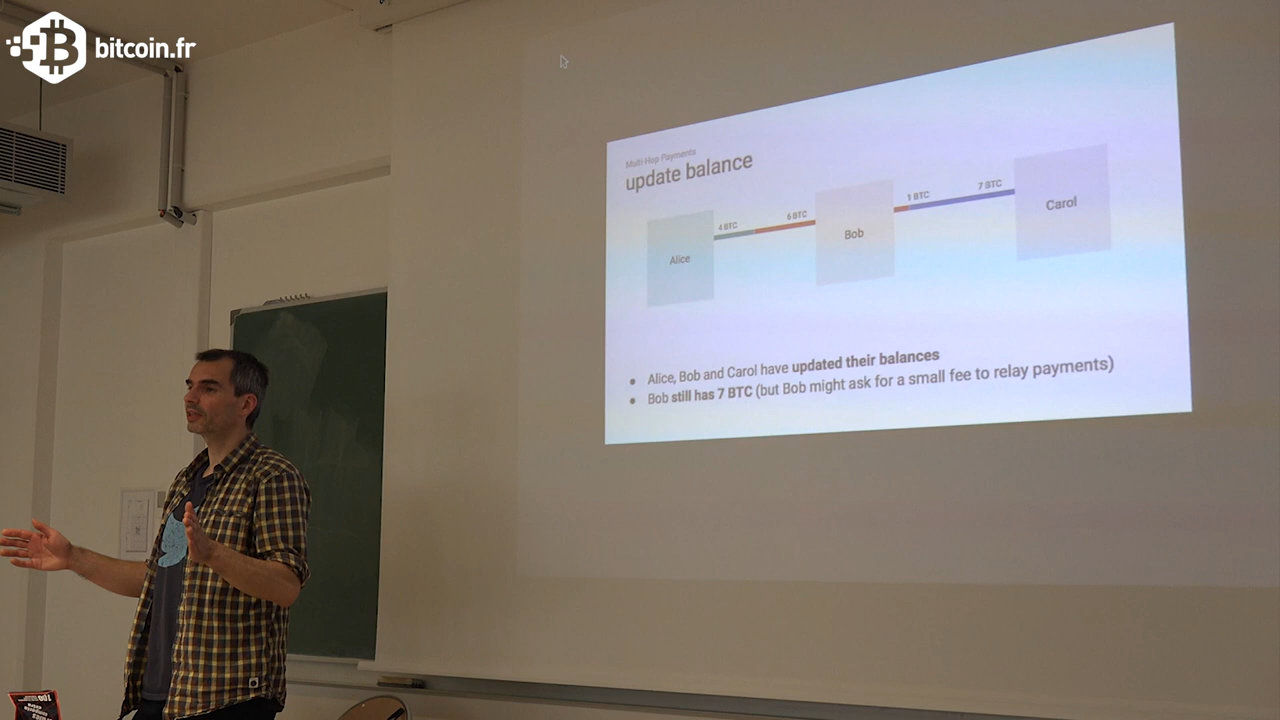 bitcoin.fr
Multi-Hop Payments
update balance
4 BTC
6 BTC
1 BTC
7 BTC
Alice
Bob
Carol
● Alice, Bob and Carol have updated their balances
● Bob still has 7 BTC (but Bob might ask for a small fee to relay payments)